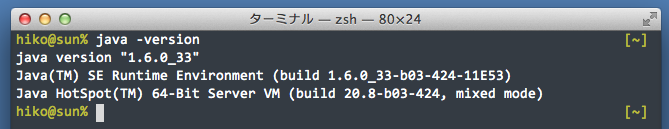 ターミナル — zsh — 80×24
hiko@sun% java -version [~]
java version "1.6.0_33"
Java(TM) SE Runtime Environment (build 1.6.0_33-b03-424-11E53)
Java HotSpot(TM) 64-Bit Server VM (build 20.8-b03-424, mixed mode)
hiko@sun% [~]